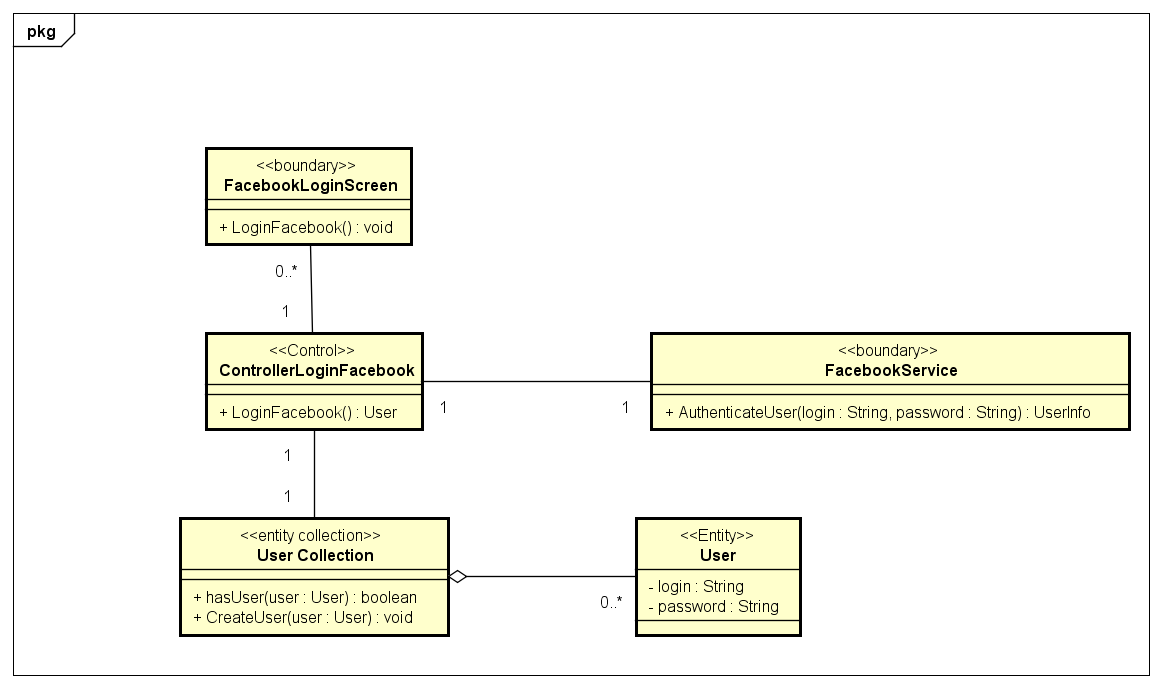 pkg
<<boundary>>
FacebookLoginScreen
+ LoginFacebook() : void
0..*
1
<<Control>>
ControllerLoginFacebook
+ LoginFacebook() : User
1
1
<<boundary>>
FacebookService
+ AuthenticateUser(login : String, password : String) : UserInfo
1
1
<<entity collection>>
User Collection
+ hasUser(user : User) : boolean
+ CreateUser(user : User) : void
0..*
<<Entity>>
User
- login : String
- password : String